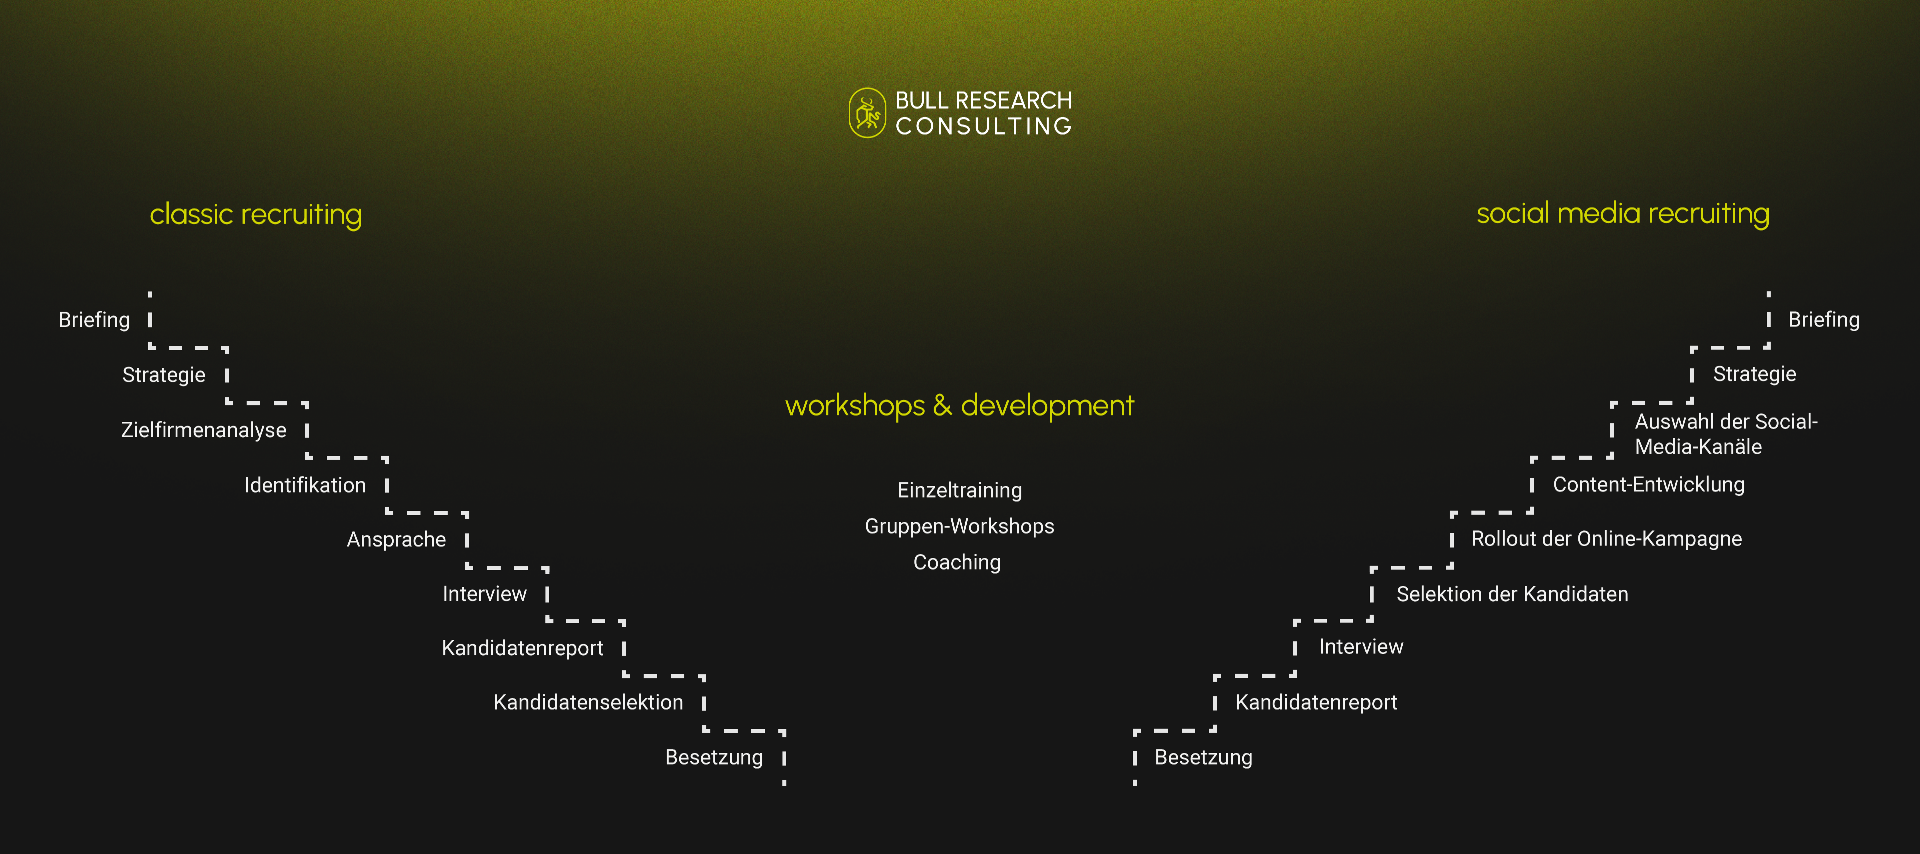 BULL RESEARCH
CONSULTING
classic recruiting
Briefing
Strategie
Zielfirmenanalyse
Identifikation
Ansprache
Interview
Kandidatenreport
Kandidatenselektion
Besetzung
workshops & development
Einzeltraining
Gruppen-Workshops
Coaching
social media recruiting
Briefing
Strategie
Auswahl der Social-
Media-Kanäle
Content-Entwicklung
Rollout der Online-Kampagne
Selektion der Kandidaten
Interview
Kandidatenreport
Besetzung